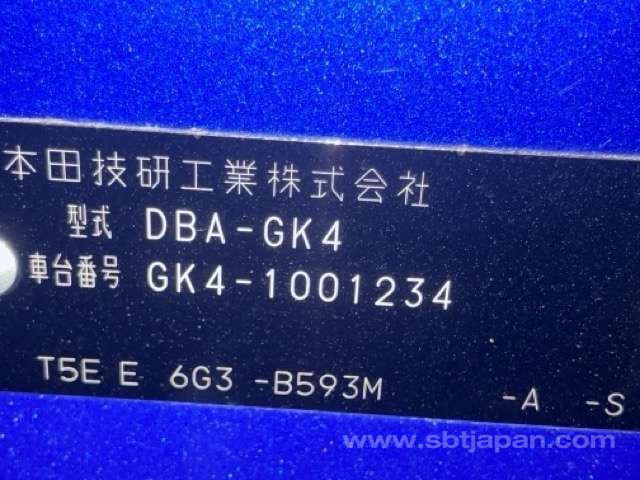 本田技研工業株式会社
型式 DBA-GK4
車台番号 GK4-1001234
T5E E 6G3 -B593M -A -S
www.sbtjapan.com